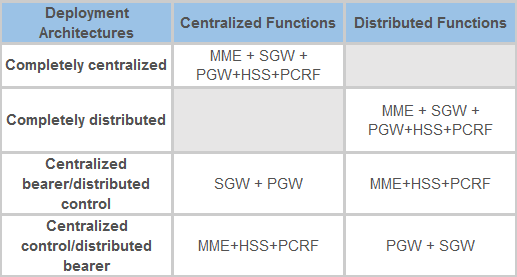 Deployment
Architectures
Centralized Functions
Distributed Functions
Completely centralized
MME + SGW +
PGW+HSS+PCRF
Completely distributed
MME + SGW +
PGW+HSS+PCRF
Centralized
bearer/distributed
control
SGW + PGW
MME+HSS+PCRF
Centralized
control/distributed
bearer
MME+HSS+PCRF
PGW + SGW